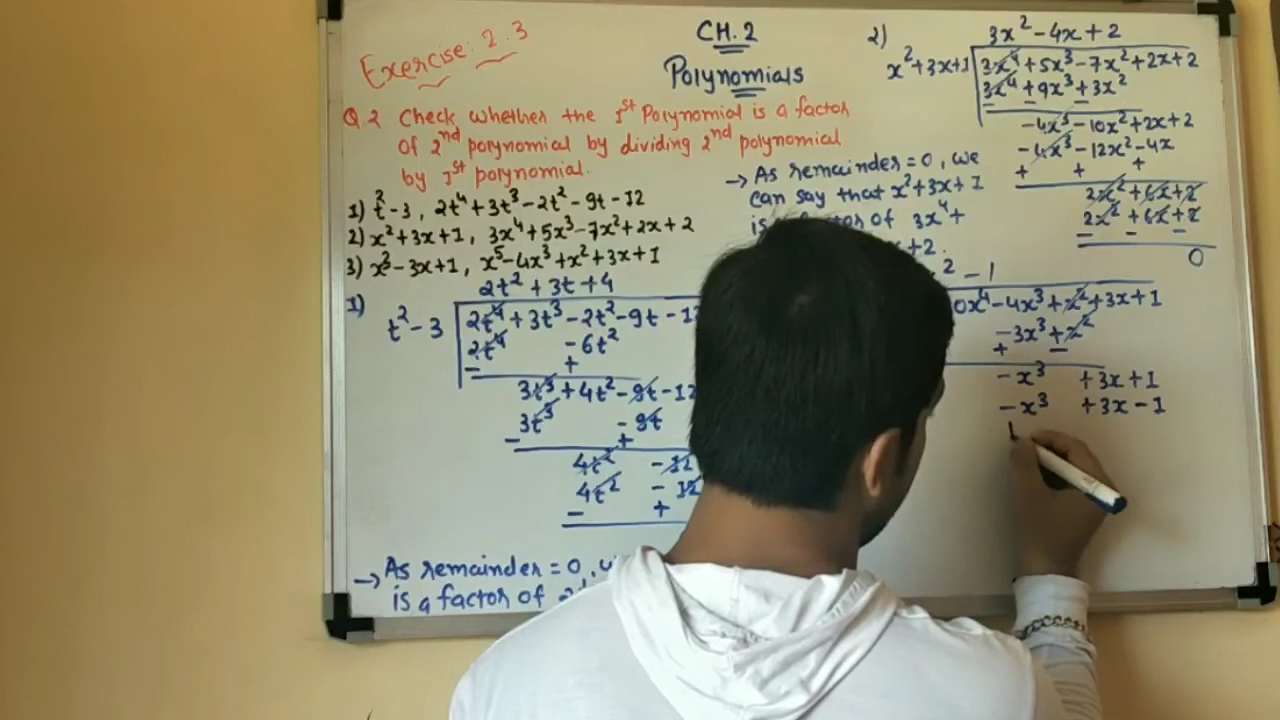 Exercise: 2.3
CH.2
Polynomials
Q.2 Check whether the 1st Polynomial is a factor
of 2nd polynomial by dividing 2nd polynomial
by 1st polynomial.
1) t²-3, 2t⁴+3t³-2t²-9t-12
2) x²+3x+1, 3x⁴+5x³-7x²+2x+2
3) x³-3x+1, x⁵-4x³+x²+3x+1
1)
2t²+3t+4
t²-3
2t⁴+3t³-2t²-9t-12
2t⁴ -6t²
- +
3t³+4t²-9t-12
3t³ -9t
- +
4t² -12
4t² -12
- +
→ As remainder = 0,
is a factor of
2)
3x²-4x+2
x²+3x+1
3x⁴+5x³-7x²+2x+2
3x⁴+9x³+3x²
- - -
-4x³-10x²+2x+2
-4x³-12x²-4x
+ + +
2x²+6x+2
2x²+6x+2
- - -
0
→ As remainder = 0, we
can say that x²+3x+1
is factor of 3x⁴+
x+2.
2 -1
0x⁴-4x³+x²+3x+1
-3x³+x²
+ -
-x³ +3x+1
-x³ +3x-1